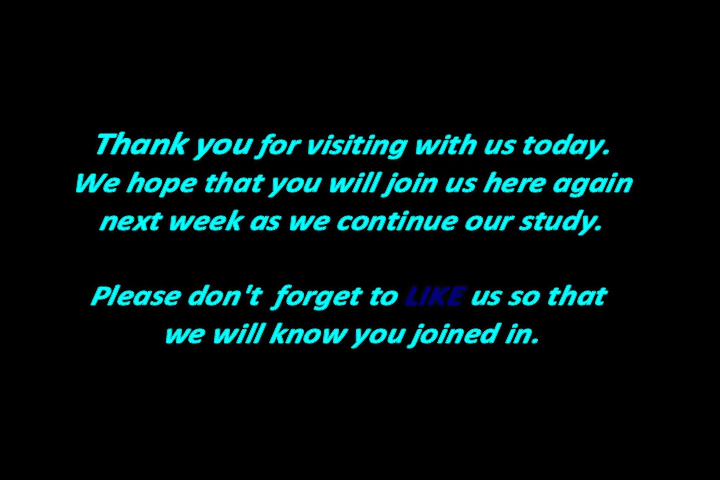 Thank you for visiting with us today.
We hope that you will join us here again
next week as we continue our study.
Please don't  forget to LIKE us so that
we will know you joined in.